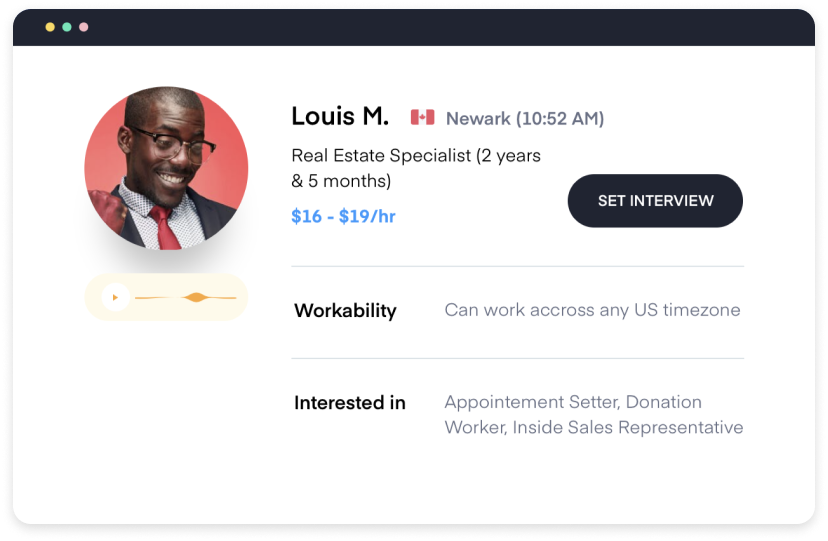 Louis M.
Newark (10:52 AM)
Real Estate Specialist (2 years
& 5 months)
$16 - $19/hr
SET INTERVIEW
Workability
Can work accross any US timezone
Interested in
Appointement Setter, Donation
Worker, Inside Sales Representative